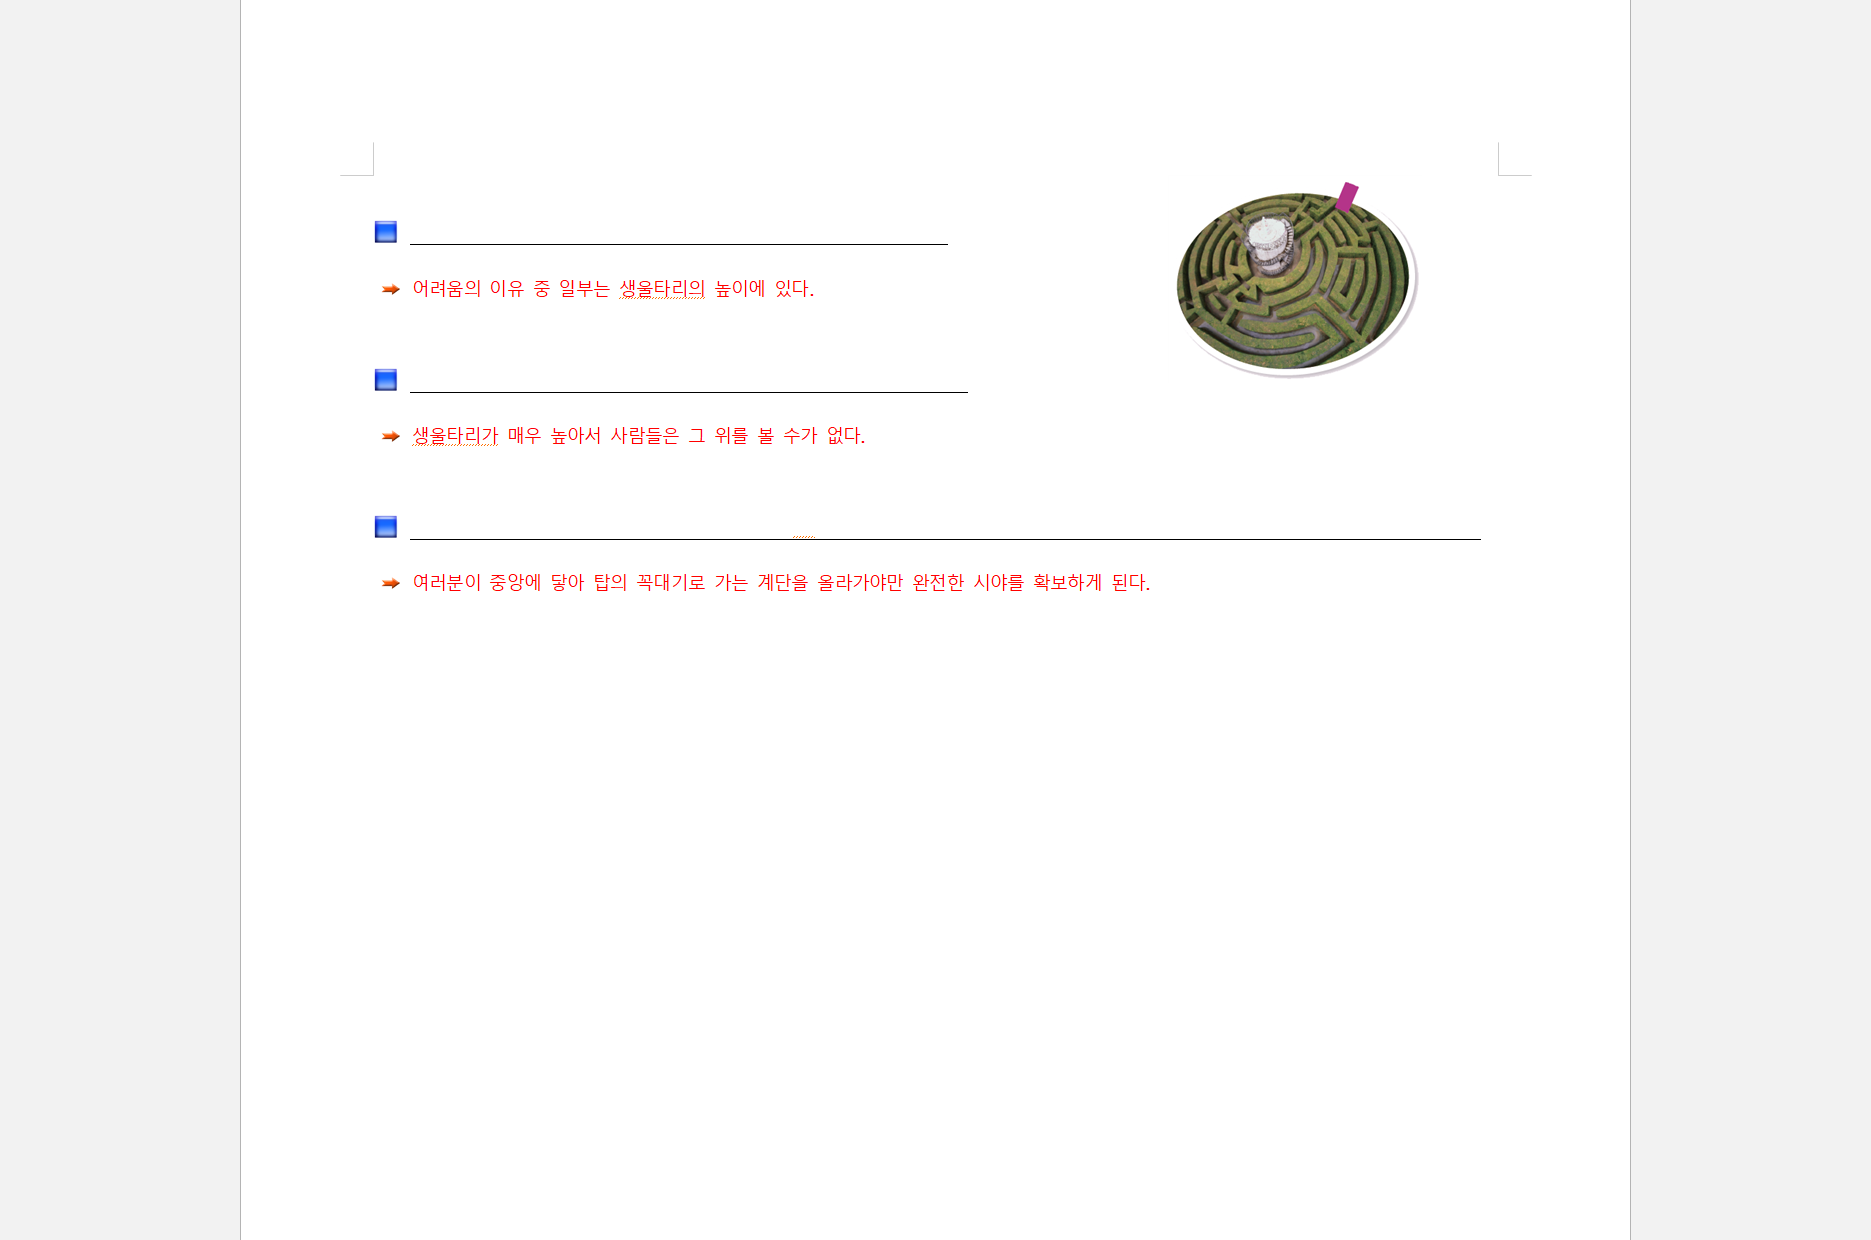 어려움의 이유 중 일부는 생울타리의 높이에 있다.
생울타리가 매우 높아서 사람들은 그 위를 볼 수가 없다.
여러분이 중앙에 닿아 탑의 꼭대기로 가는 계단을 올라가야만 완전한 시야를 확보하게 된다.